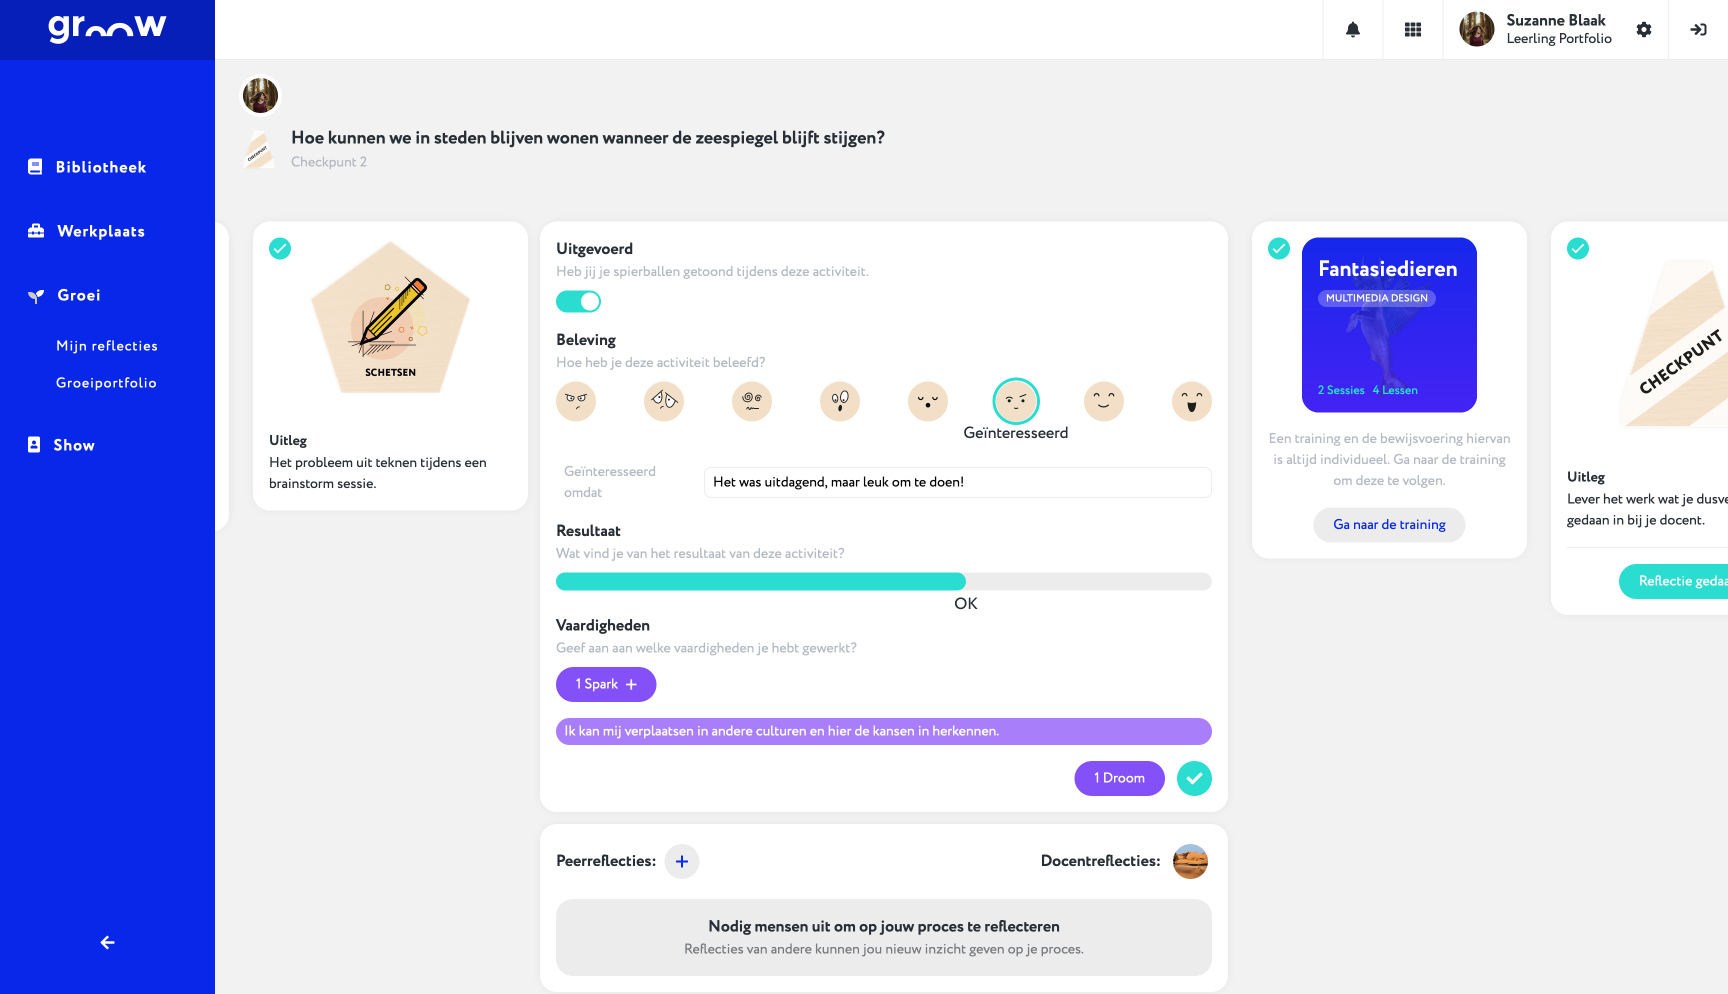 groow
Suzanne Blaak
Leerling Portfolio
Bibliotheek
Werkplaats
Groei
Mijn reflecties
Groeiportfolio
Show
CHECKPUNT
Hoe kunnen we in steden blijven wonen wanneer de zeespiegel blijft stijgen?
Checkpunt 2
SCHETSEN
Uitleg
Het probleem uit teknen tijdens een
brainstorm sessie.
Uitgevoerd
Heb jij je spierballen getoond tijdens deze activiteit.
Beleving
Hoe heb je deze activiteit beleefd?
Geïnteresseerd
Geïnteresseerd
omdat
Het was uitdagend, maar leuk om te doen!
Resultaat
Wat vind je van het resultaat van deze activiteit?
OK
Vaardigheden
Geef aan aan welke vaardigheden je hebt gewerkt?
1 Spark +
Ik kan mij verplaatsen in andere culturen en hier de kansen in herkennen.
1 Droom
Peerreflecties:
Docentreflecties:
Nodig mensen uit om op jouw proces te reflecteren
Reflecties van andere kunnen jou nieuw inzicht geven op je proces.
Fantasiedieren
MULTIMEDIA DESIGN
2 Sessies 4 Lessen
Een training en de bewijsvoering hiervan
is altijd individueel. Ga naar de training
om deze te volgen.
Ga naar de training
CHECKPUNT
Uitleg
Lever het werk wat je dusve
gedaan in bij je docent.
Reflectie gedaa